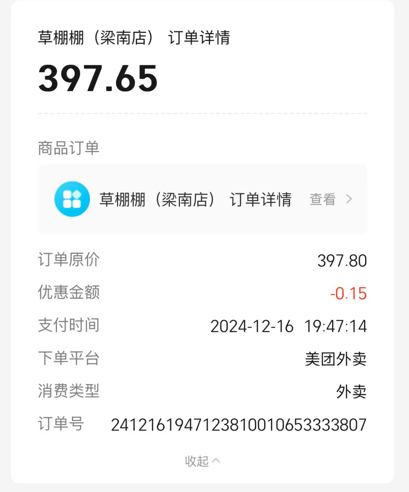 草棚棚（梁南店） 订单详情
397.65
商品订单
草棚棚（梁南店） 订单详情 查看
订单原价 397.80
优惠金额 -0.15
支付时间 2024-12-16 19:47:14
下单平台 美团外卖
消费类型 外卖
订单号 2412161947123810010653333807
收起